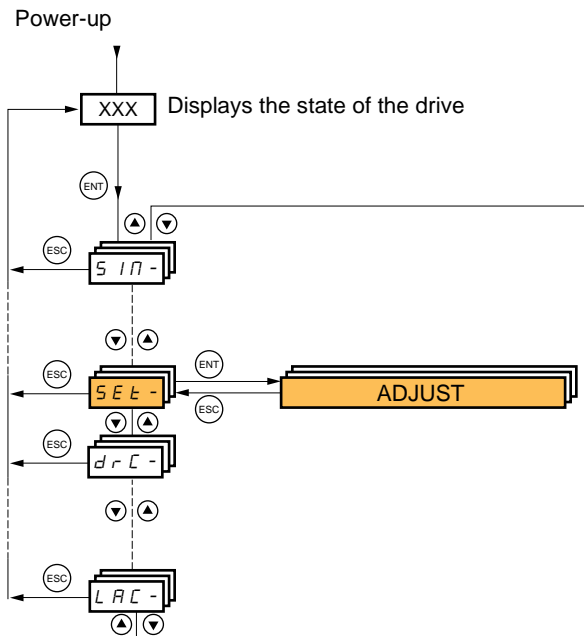 Power-up
XXX Displays the state of the drive
ENT
ESC
SIM-
ENT
ESC
SEt-
ADJUST
ESC
ESC
drC-
ESC
LAC-